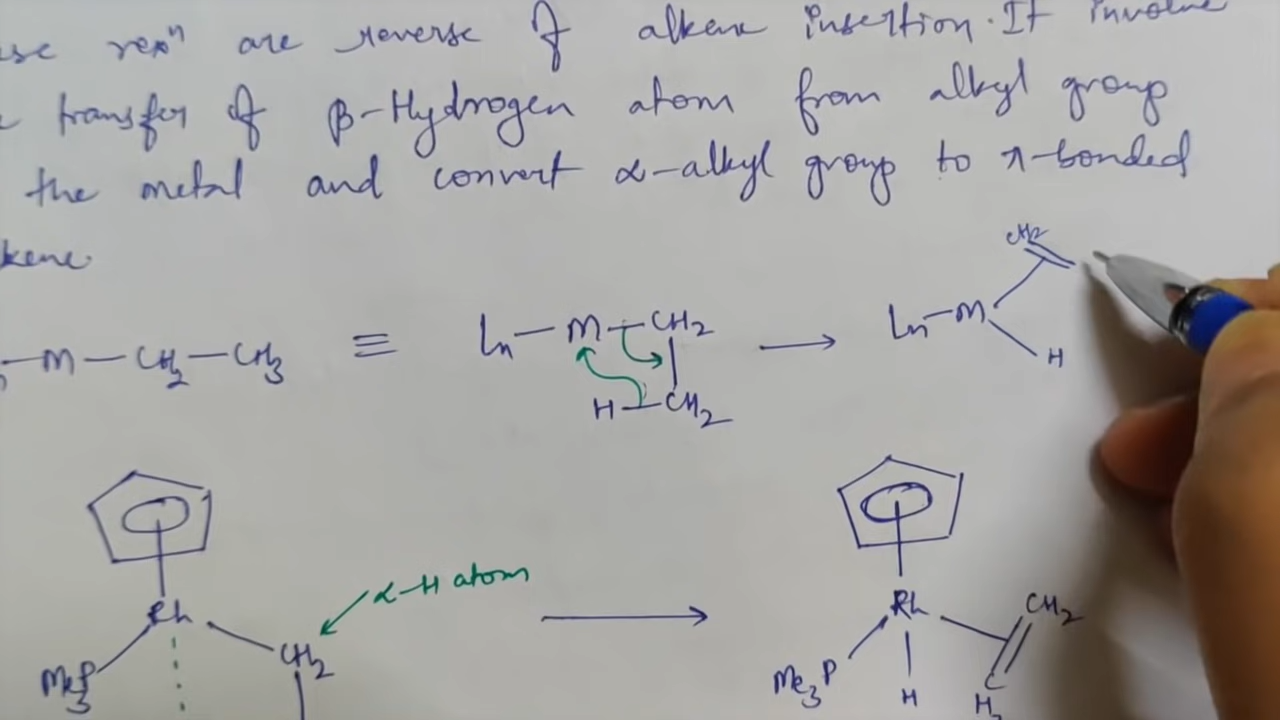 rexⁿ are reverse of alkene insertion. It involve
transfer of β-Hydrogen atom from alkyl group
the metal and convert α-alkyl group to π-bonded
kene.
CH2
M — CH2 — CH3 ≡ Ln — M — CH2 → Ln — M
H
H — CH2
α-H atom
Rh Rh CH2
CH2
Me3P Me3P H C
H2